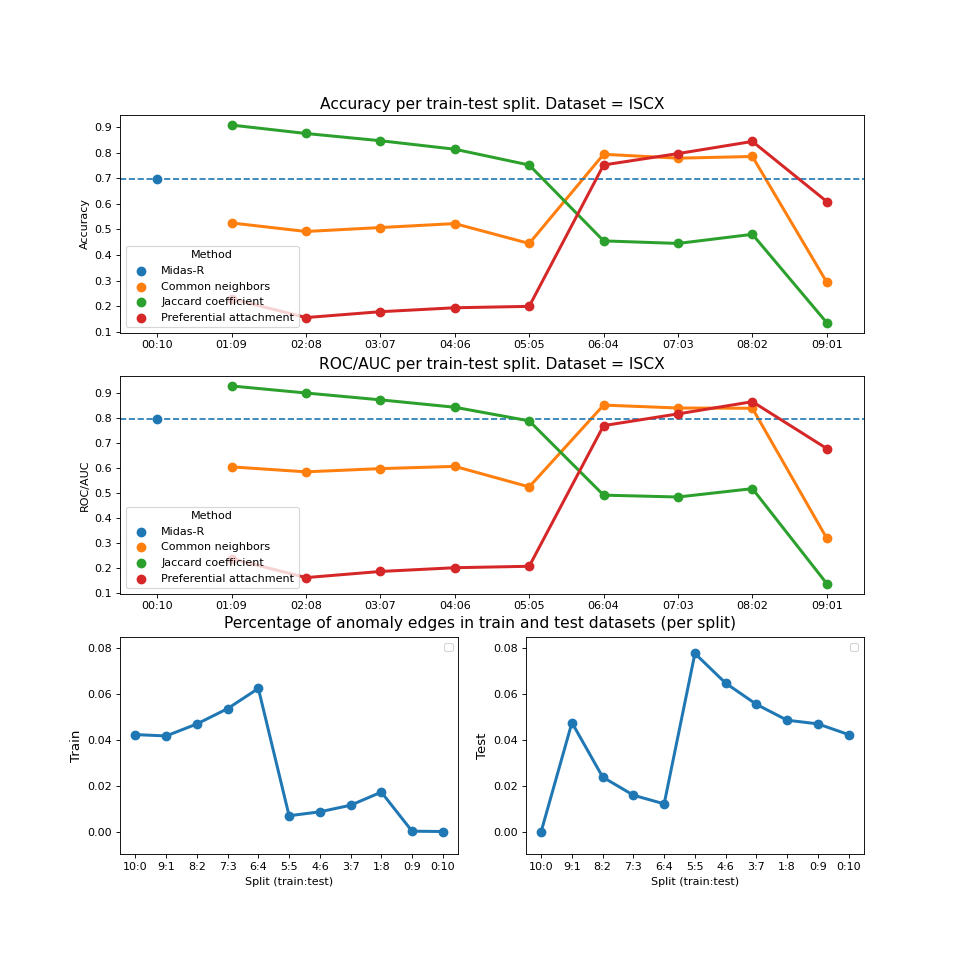 Accuracy per train-test split. Dataset = ISCX
Accuracy
0.9
0.8
0.7
0.6
0.5
0.4
0.3
0.2
0.1
Method
Midas-R
Common neighbors
Jaccard coefficient
Preferential attachment
00:10 01:09 02:08 03:07 04:06 05:05 06:04 07:03 08:02 09:01
ROC/AUC per train-test split. Dataset = ISCX
ROC/AUC
0.9
0.8
0.7
0.6
0.5
0.4
0.3
0.2
0.1
Method
Midas-R
Common neighbors
Jaccard coefficient
Preferential attachment
00:10 01:09 02:08 03:07 04:06 05:05 06:04 07:03 08:02 09:01
Percentage of anomaly edges in train and test datasets (per split)
Train
0.08
0.06
0.04
0.02
0.00
10:0 9:1 8:2 7:3 6:4 5:5 4:6 3:7 1:8 0:9 0:10
Split (train:test)
Test
0.08
0.06
0.04
0.02
0.00
10:0 9:1 8:2 7:3 6:4 5:5 4:6 3:7 1:8 0:9 0:10
Split (train:test)